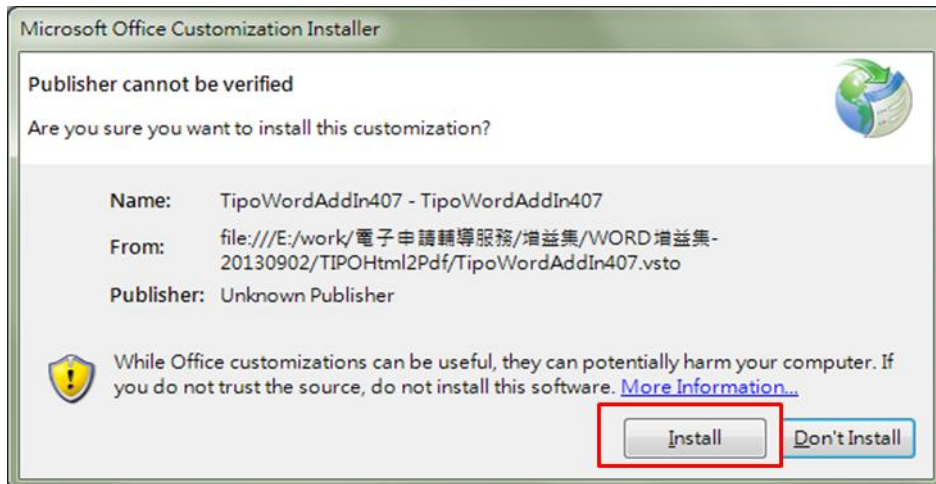 Microsoft Office Customization Installer
Publisher cannot be verified
Are you sure you want to install this customization?
Name: TipoWordAddIn407 - TipoWordAddIn407
From: file:///E:/work/電子申請輔導服務/增益集/WORD增益集-
20130902/TIPOHtml2Pdf/TipoWordAddIn407.vsto
Publisher: Unknown Publisher
While Office customizations can be useful, they can potentially harm your computer. If
you do not trust the source, do not install this software. More Information...
Install Don't Install